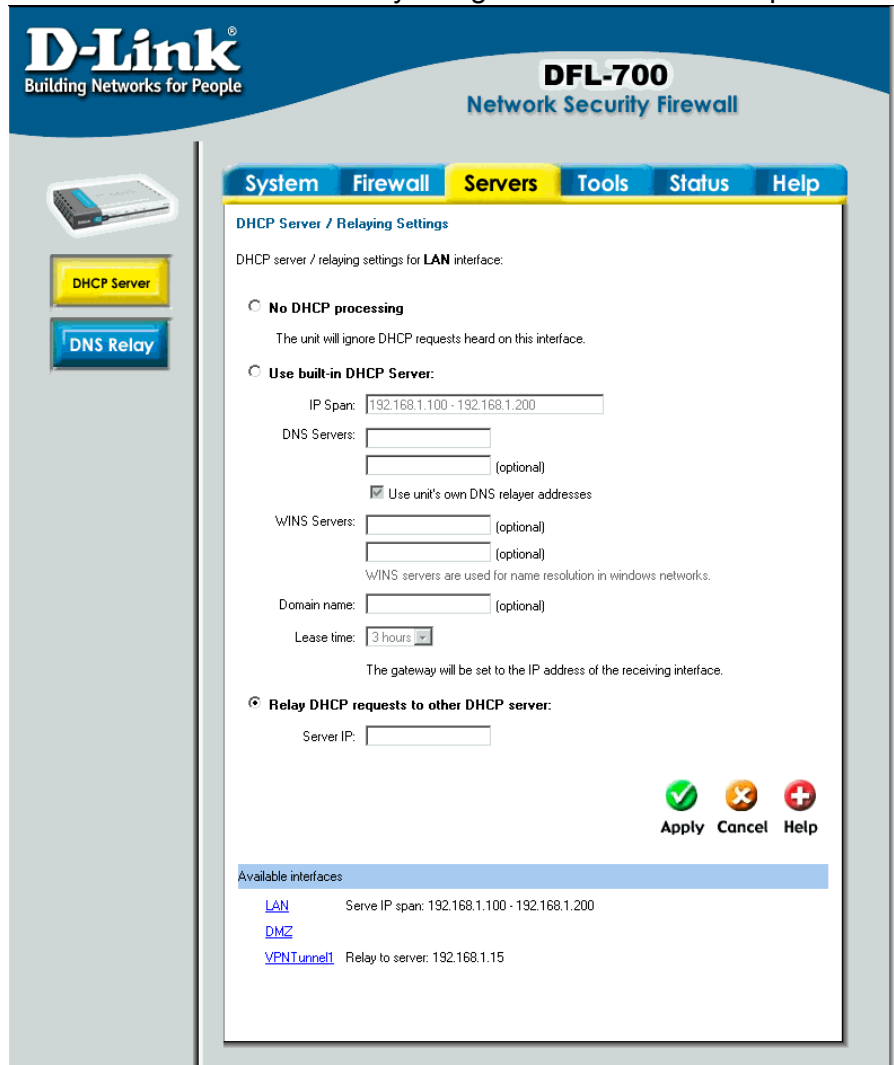 D-Link®
Building Networks for People
DFL-700
Network Security Firewall
System Firewall Servers Tools Status Help
DHCP Server
DNS Relay
DHCP Server / Relaying Settings
DHCP server / relaying settings for LAN interface:
No DHCP processing
The unit will ignore DHCP requests heard on this interface.
Use built-in DHCP Server:
IP Span: 192.168.1.100 - 192.168.1.200
DNS Servers:
(optional)
Use unit's own DNS relayer addresses
WINS Servers: (optional)
(optional)
WINS servers are used for name resolution in windows networks.
Domain name: (optional)
Lease time: 3 hours
The gateway will be set to the IP address of the receiving interface.
Relay DHCP requests to other DHCP server:
Server IP:
Apply Cancel Help
Available interfaces
LAN Serve IP span: 192.168.1.100 - 192.168.1.200
DMZ
VPNTunnel1 Relay to server: 192.168.1.15